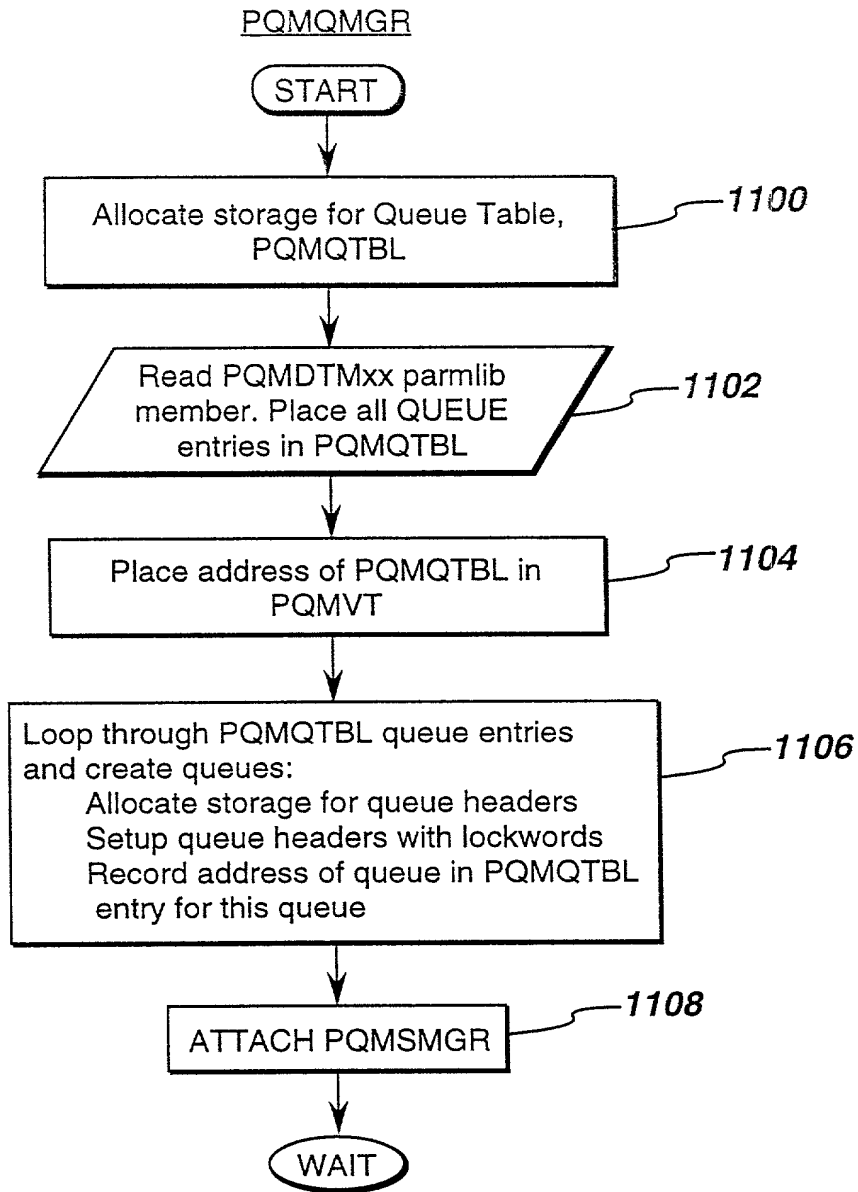 PQMQMGR
START
Allocate storage for Queue Table,
PQMQTBL
1100
Read PQMDTMxx parmlib
member. Place all QUEUE
entries in PQMQTBL
1102
Place address of PQMQTBL in
PQMVT
1104
Loop through PQMQTBL queue entries
and create queues:
Allocate storage for queue headers
Setup queue headers with lockwords
Record address of queue in PQMQTBL
entry for this queue
1106
ATTACH PQMSMGR
1108
WAIT